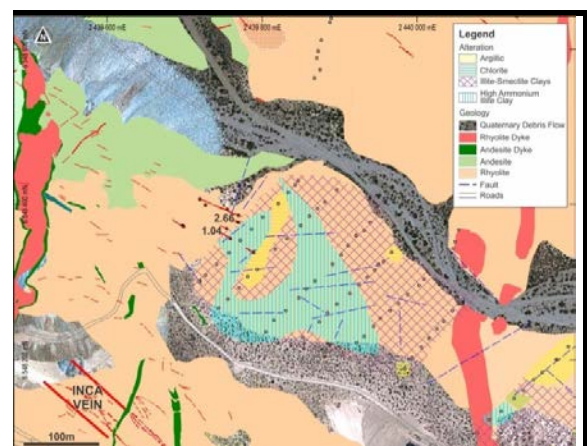 N
2 439 600 mE
2 439 800 mE
2 440 000 mE
Legend
Alteration
Argillic
Chlorite
Illite-Smectite Clays
High Ammonium
Illite Clay
Geology
Quaternary Debris Flow
Rhyolite Dyke
Andesite Dyke
Andesite
Rhyolite
Fault
Roads
2.66
1.04
INCA
VEIN
100m